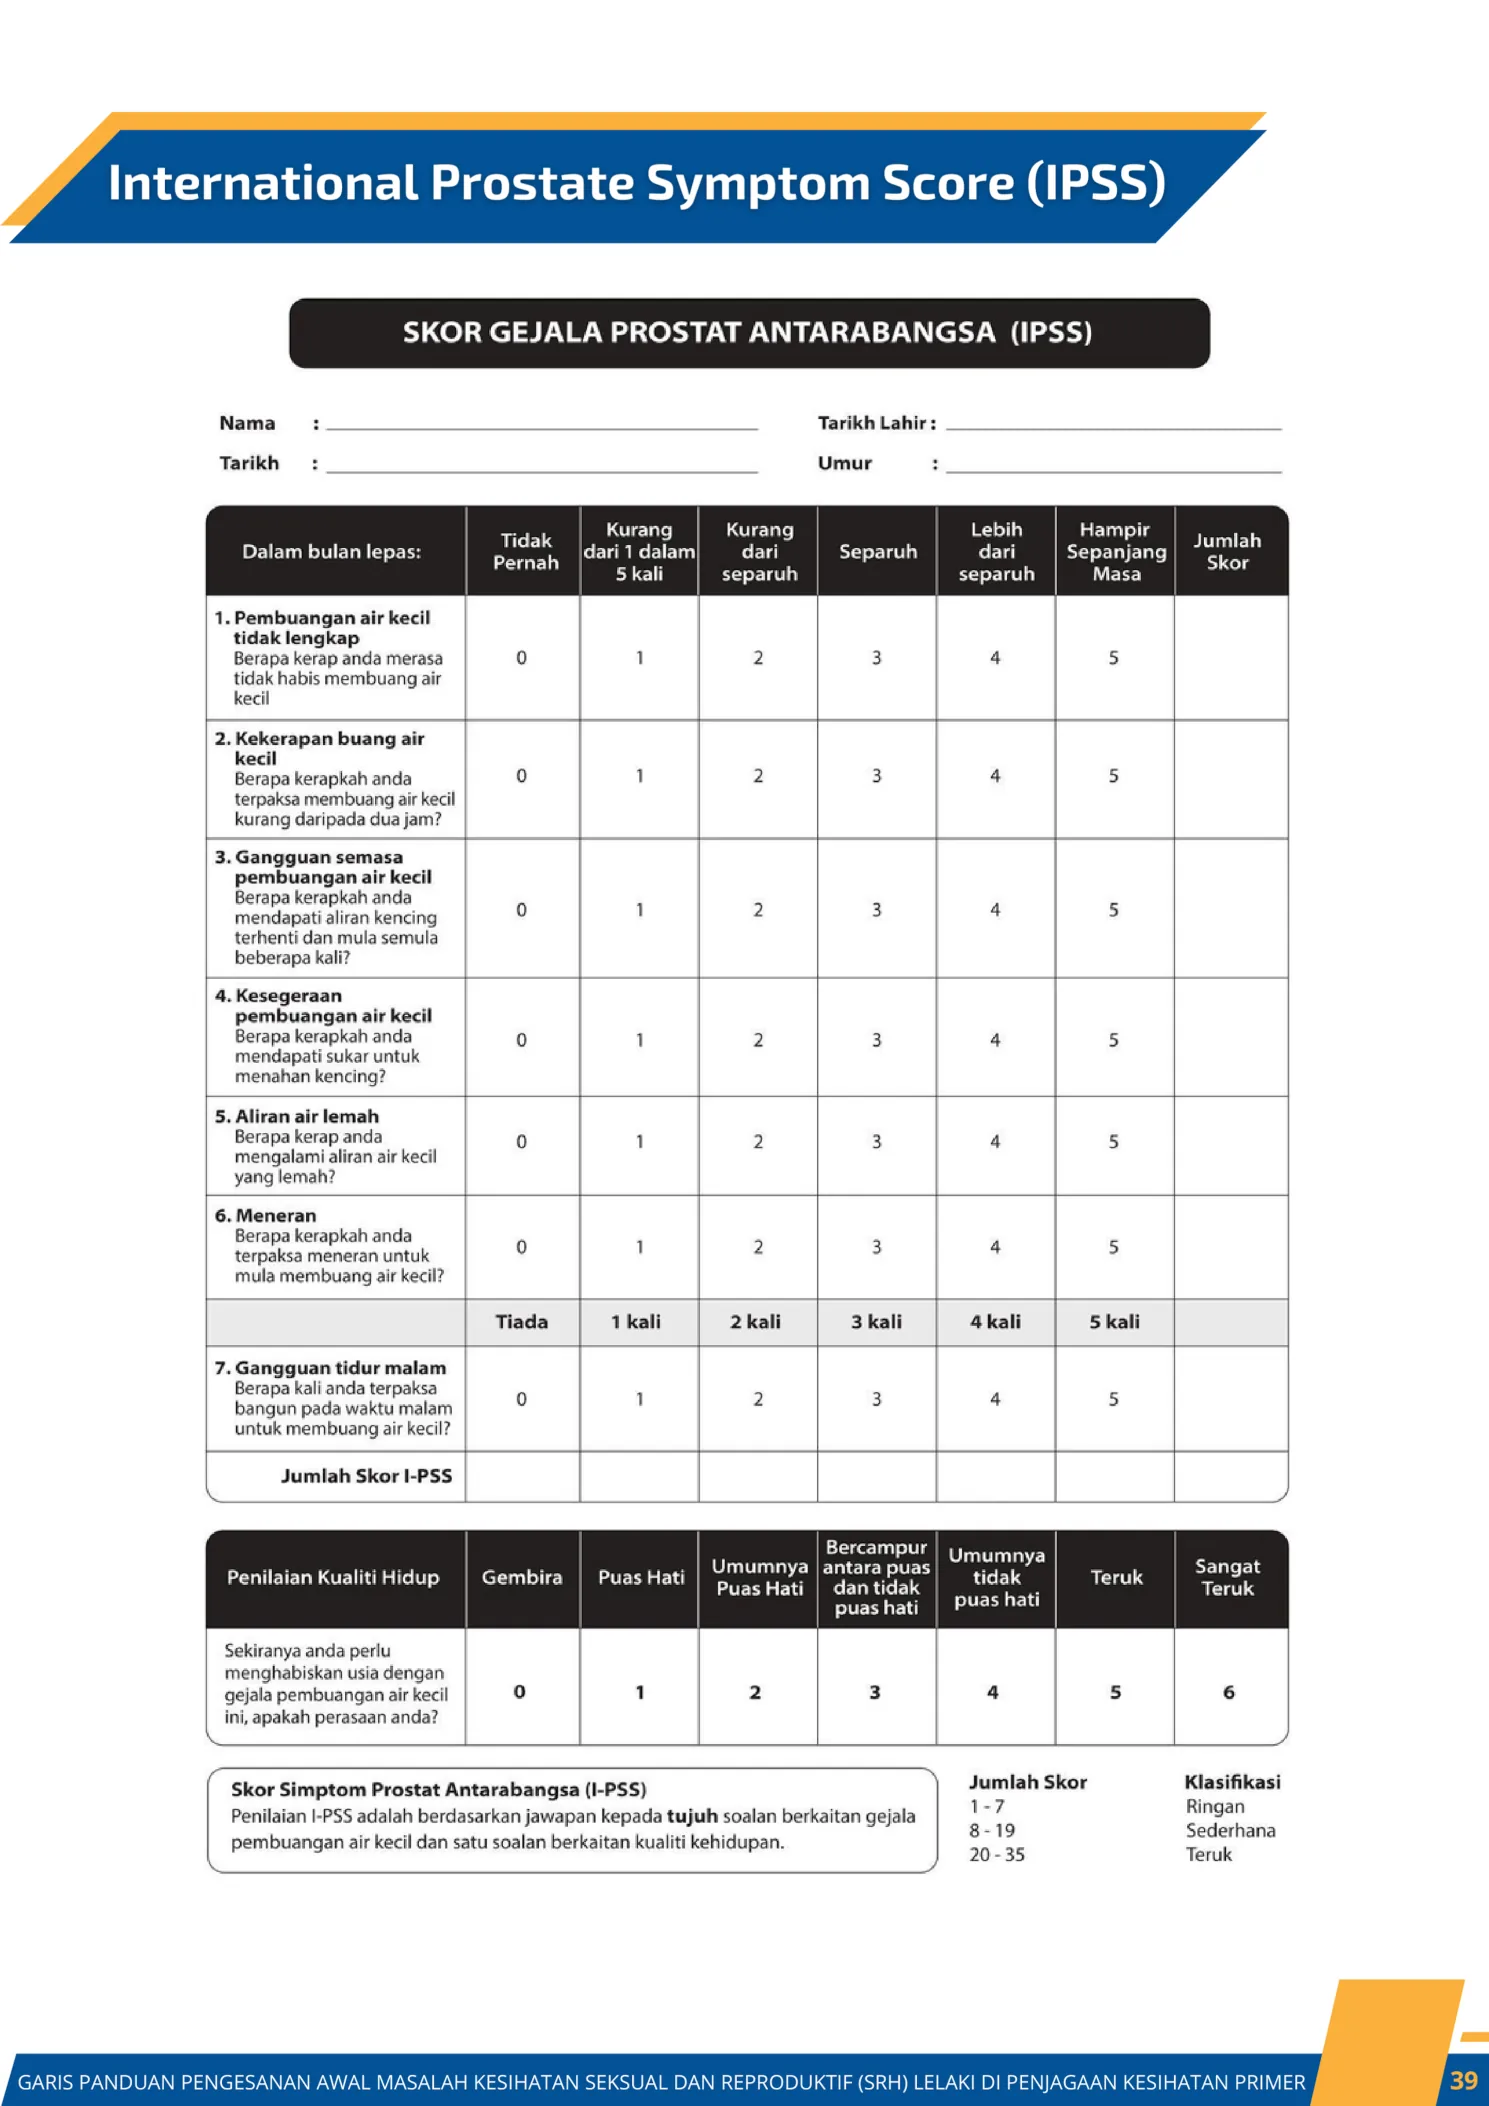 International Prostate Symptom Score (IPSS)
SKOR GEJALA PROSTAT ANTARABANGSA (IPSS)
Nama :
Tarikh Lahir :
Tarikh :
Umur :
Dalam bulan lepas:
Tidak
Pernah
Kurang
dari 1 dalam
5 kali
Kurang
dari
separuh
Separuh
Lebih
dari
separuh
Hampir
Sepanjang
Masa
Jumlah
Skor
1. Pembuangan air kecil
tidak lengkap
Berapa kerap anda merasa
tidak habis membuang air
kecil
0 1 2 3 4 5
2. Kekerapan buang air
kecil
Berapa kerapkah anda
terpaksa membuang air kecil
kurang daripada dua jam?
0 1 2 3 4 5
3. Gangguan semasa
pembuangan air kecil
Berapa kerapkah anda
mendapati aliran kencing
terhenti dan mula semula
beberapa kali?
0 1 2 3 4 5
4. Kesegeraan
pembuangan air kecil
Berapa kerapkah anda
mendapati sukar untuk
menahan kencing?
0 1 2 3 4 5
5. Aliran air lemah
Berapa kerap anda
mengalami aliran air kecil
yang lemah?
0 1 2 3 4 5
6. Meneran
Berapa kerapkah anda
terpaksa meneran untuk
mula membuang air kecil?
0 1 2 3 4 5
Tiada 1 kali 2 kali 3 kali 4 kali 5 kali
7. Gangguan tidur malam
Berapa kali anda terpaksa
bangun pada waktu malam
untuk membuang air kecil?
0 1 2 3 4 5
Jumlah Skor I-PSS
Penilaian Kualiti Hidup
Gembira
Puas Hati
Umumnya
Puas Hati
Bercampur
antara puas
dan tidak
puas hati
Umumnya
tidak
puas hati
Teruk
Sangat
Teruk
Sekiranya anda perlu
menghabiskan usia dengan
gejala pembuangan air kecil
ini, apakah perasaan anda?
0 1 2 3 4 5 6
Skor Simptom Prostat Antarabangsa (I-PSS)
Penilaian I-PSS adalah berdasarkan jawapan kepada tujuh soalan berkaitan gejala
pembuangan air kecil dan satu soalan berkaitan kualiti kehidupan.
Jumlah Skor Klasifikasi
1 - 7 Ringan
8 - 19 Sederhana
20 - 35 Teruk
GARIS PANDUAN PENGESANAN AWAL MASALAH KESIHATAN SEKSUAL DAN REPRODUKTIF (SRH) LELAKI DI PENJAGAAN KESIHATAN PRIMER 39